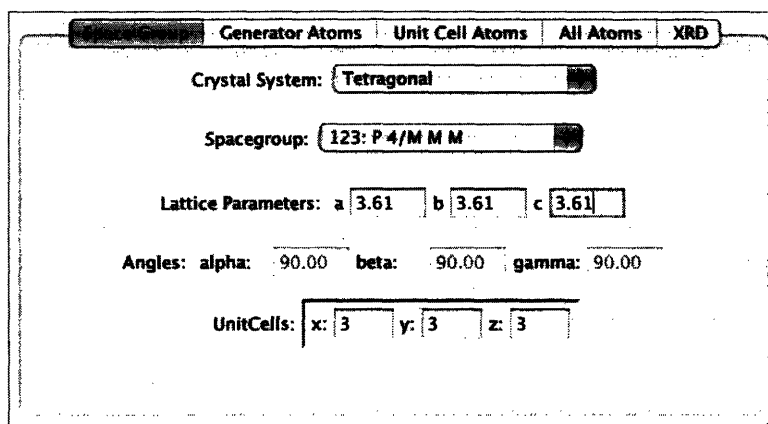 Generator Atoms Unit Cell Atoms All Atoms XRD
Crystal System: Tetragonal
Spacegroup: 123: P 4/M M M
Lattice Parameters: a 3.61 b 3.61 c 3.61
Angles: alpha: 90.00 beta: 90.00 gamma: 90.00
UnitCells: x: 3 y: 3 z: 3